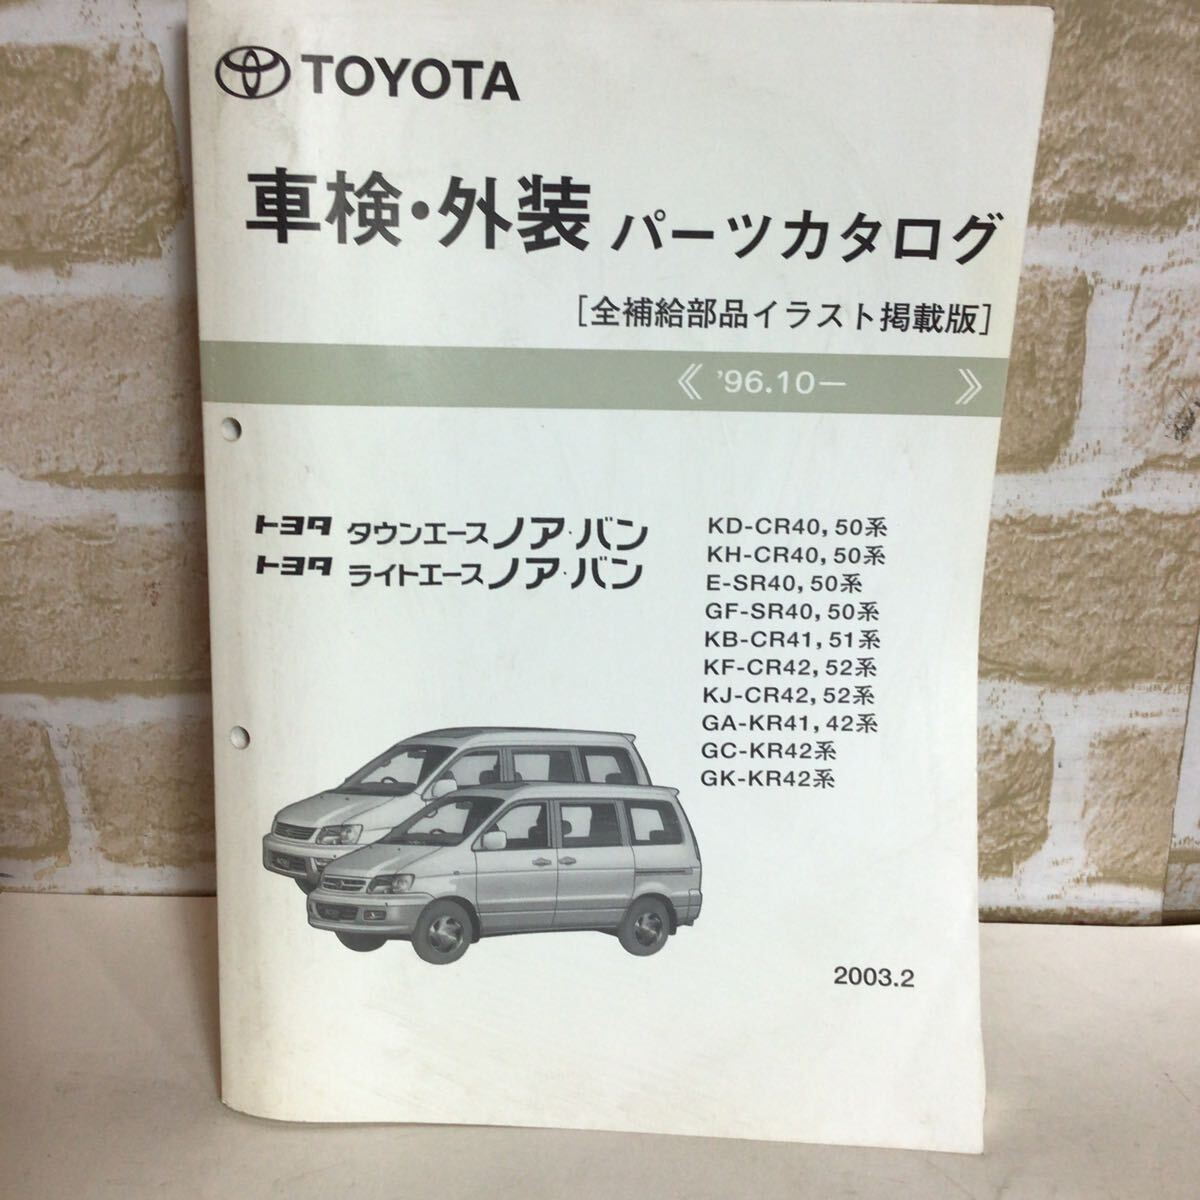 TOYOTA
車検・外装 パーツカタログ
[全補給部品イラスト掲載版]
《 '96.10－ 》
トヨタ タウンエースノア・バン
トヨタ ライトエースノア・バン
KD-CR40, 50系
KH-CR40, 50系
E-SR40, 50系
GF-SR40, 50系
KB-CR41, 51系
KF-CR42, 52系
KJ-CR42, 52系
GA-KR41, 42系
GC-KR42系
GK-KR42系
2003.2